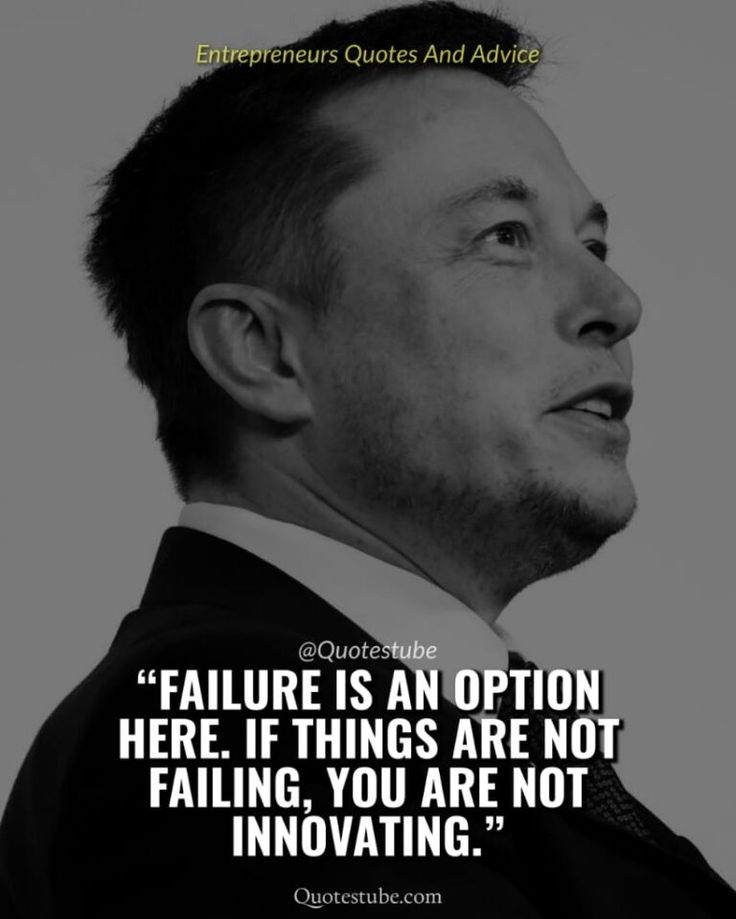 Entrepreneurs Quotes And Advice
@Quotestube
“FAILURE IS AN OPTION
HERE. IF THINGS ARE NOT
FAILING, YOU ARE NOT
INNOVATING.”
Quotestube.com